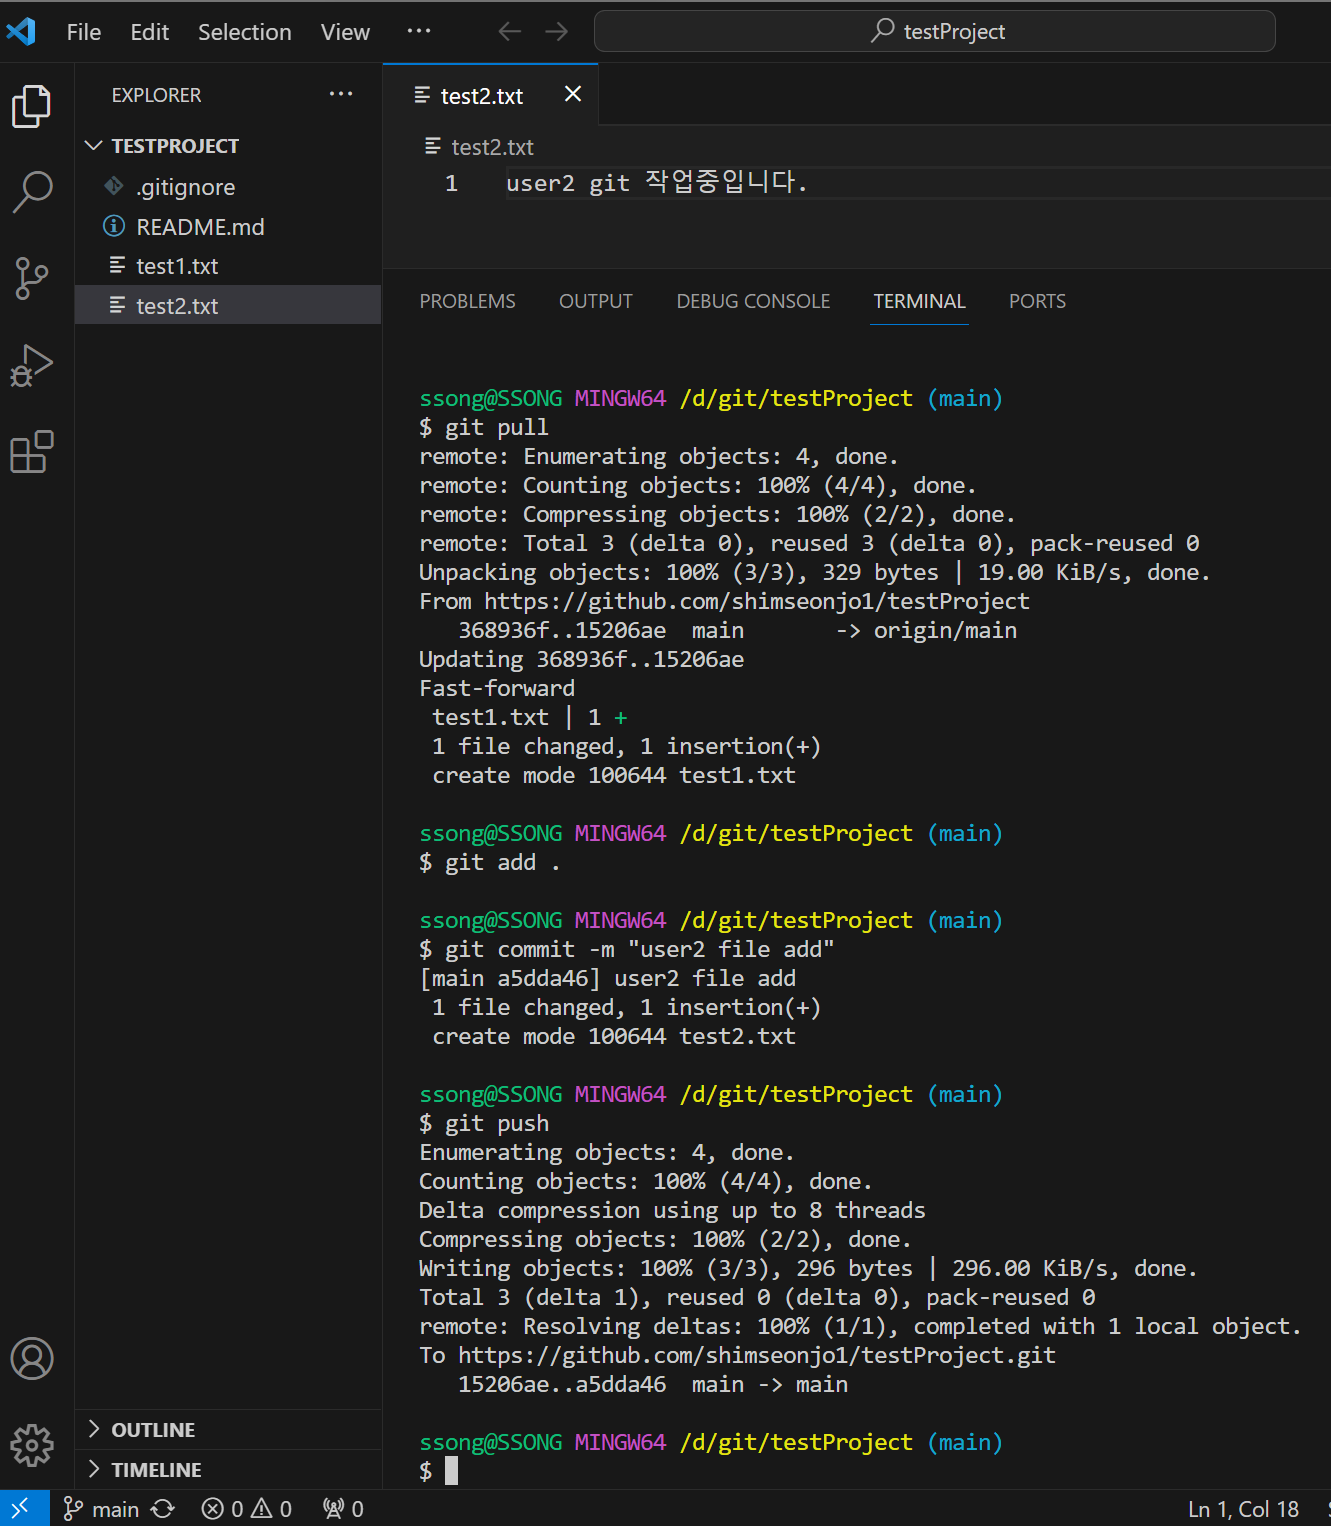 File Edit Selection View ··· testProject
EXPLORER ···
TESTPROJECT
.gitignore
README.md
test1.txt
test2.txt
test2.txt
test2.txt
1 user2 git 작업중입니다.
PROBLEMS OUTPUT DEBUG CONSOLE TERMINAL PORTS
ssong@SSONG MINGW64 /d/git/testProject (main)
$ git pull
remote: Enumerating objects: 4, done.
remote: Counting objects: 100% (4/4), done.
remote: Compressing objects: 100% (2/2), done.
remote: Total 3 (delta 0), reused 3 (delta 0), pack-reused 0
Unpacking objects: 100% (3/3), 329 bytes | 19.00 KiB/s, done.
From https://github.com/shimseonjo1/testProject
   368936f..15206ae  main       -> origin/main
Updating 368936f..15206ae
Fast-forward
 test1.txt | 1 +
 1 file changed, 1 insertion(+)
 create mode 100644 test1.txt
ssong@SSONG MINGW64 /d/git/testProject (main)
$ git add .
ssong@SSONG MINGW64 /d/git/testProject (main)
$ git commit -m "user2 file add"
[main a5dda46] user2 file add
 1 file changed, 1 insertion(+)
 create mode 100644 test2.txt
ssong@SSONG MINGW64 /d/git/testProject (main)
$ git push
Enumerating objects: 4, done.
Counting objects: 100% (4/4), done.
Delta compression using up to 8 threads
Compressing objects: 100% (2/2), done.
Writing objects: 100% (3/3), 296 bytes | 296.00 KiB/s, done.
Total 3 (delta 1), reused 0 (delta 0), pack-reused 0
remote: Resolving deltas: 100% (1/1), completed with 1 local object.
To https://github.com/shimseonjo1/testProject.git
   15206ae..a5dda46  main -> main
ssong@SSONG MINGW64 /d/git/testProject (main)
$
OUTLINE
TIMELINE
main 0 0 0 Ln 1, Col 18